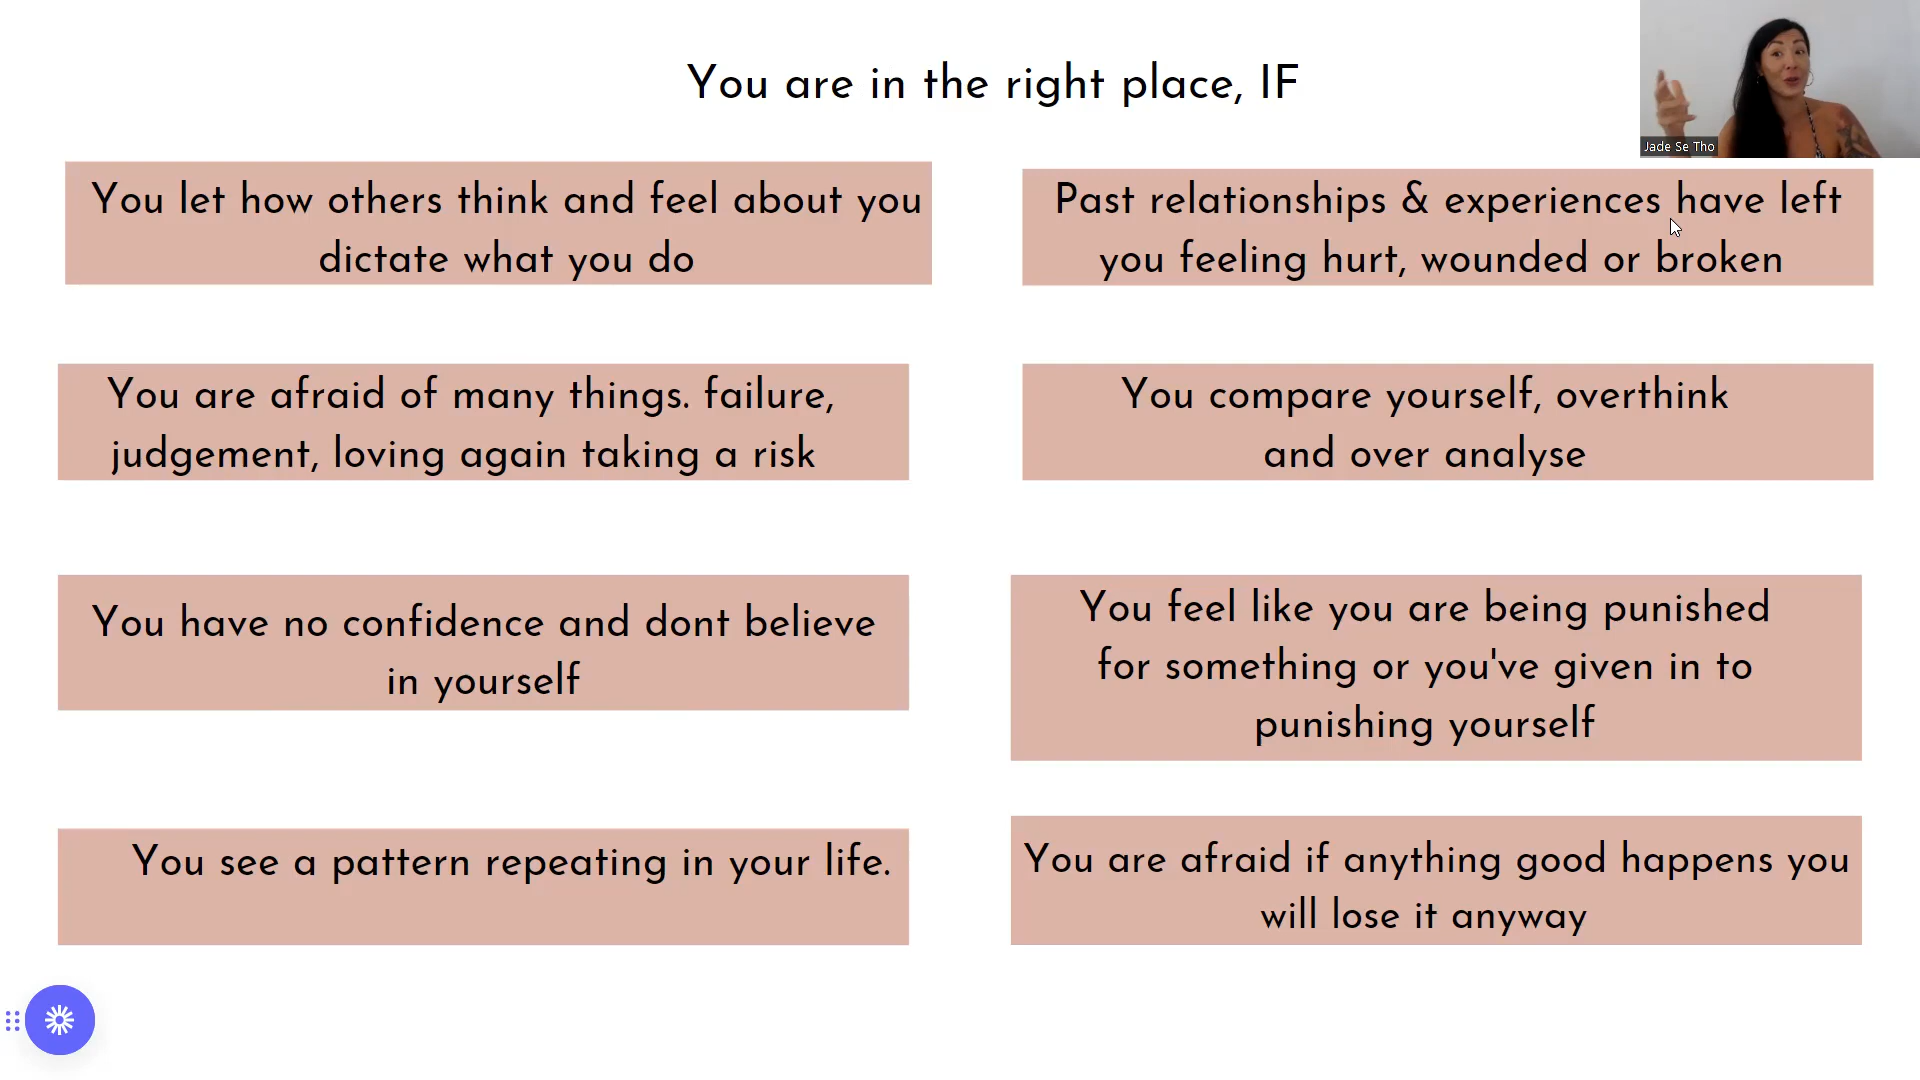 You are in the right place, IF
Jade Se Tho
You let how others think and feel about you
dictate what you do
Past relationships & experiences have left
you feeling hurt, wounded or broken
You are afraid of many things. failure,
judgement, loving again taking a risk
You compare yourself, overthink
and over analyse
You have no confidence and dont believe
in yourself
You feel like you are being punished
for something or you've given in to
punishing yourself
You see a pattern repeating in your life.
You are afraid if anything good happens you
will lose it anyway